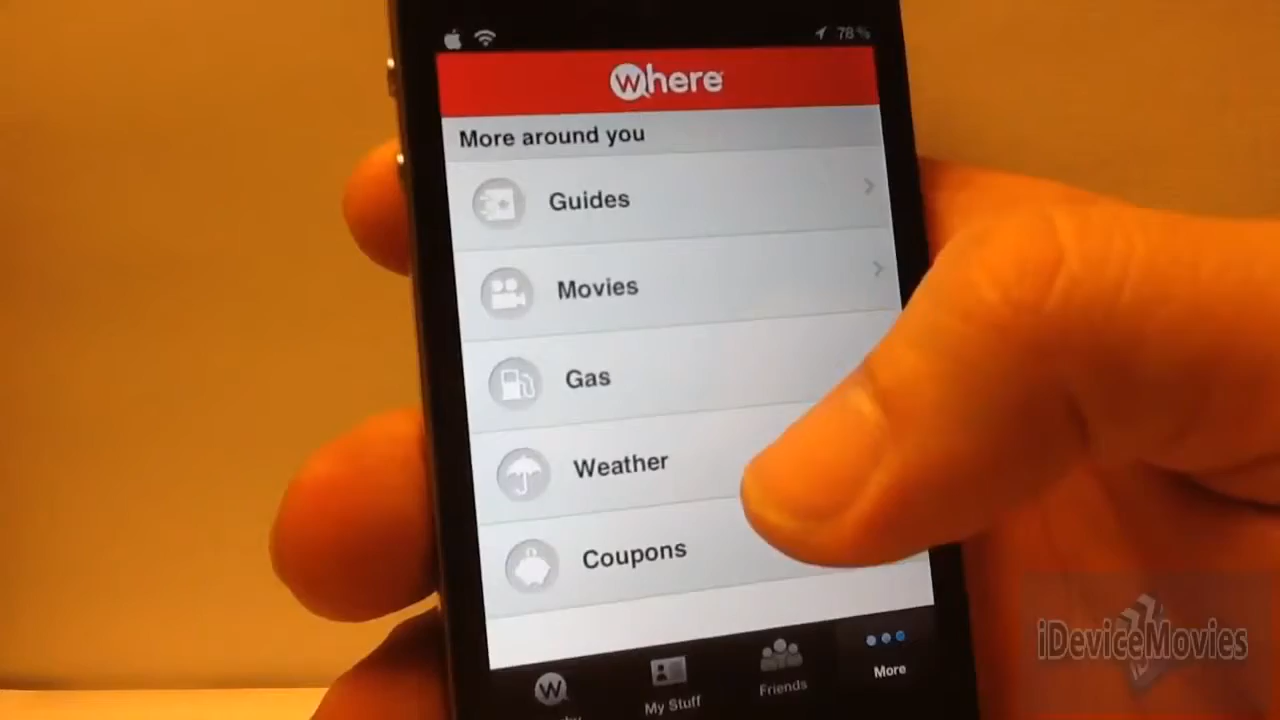 78%
where
More around you
Guides
Movies
Gas
Weather
Coupons
My Stuff
Friends
More
iDeviceMovies